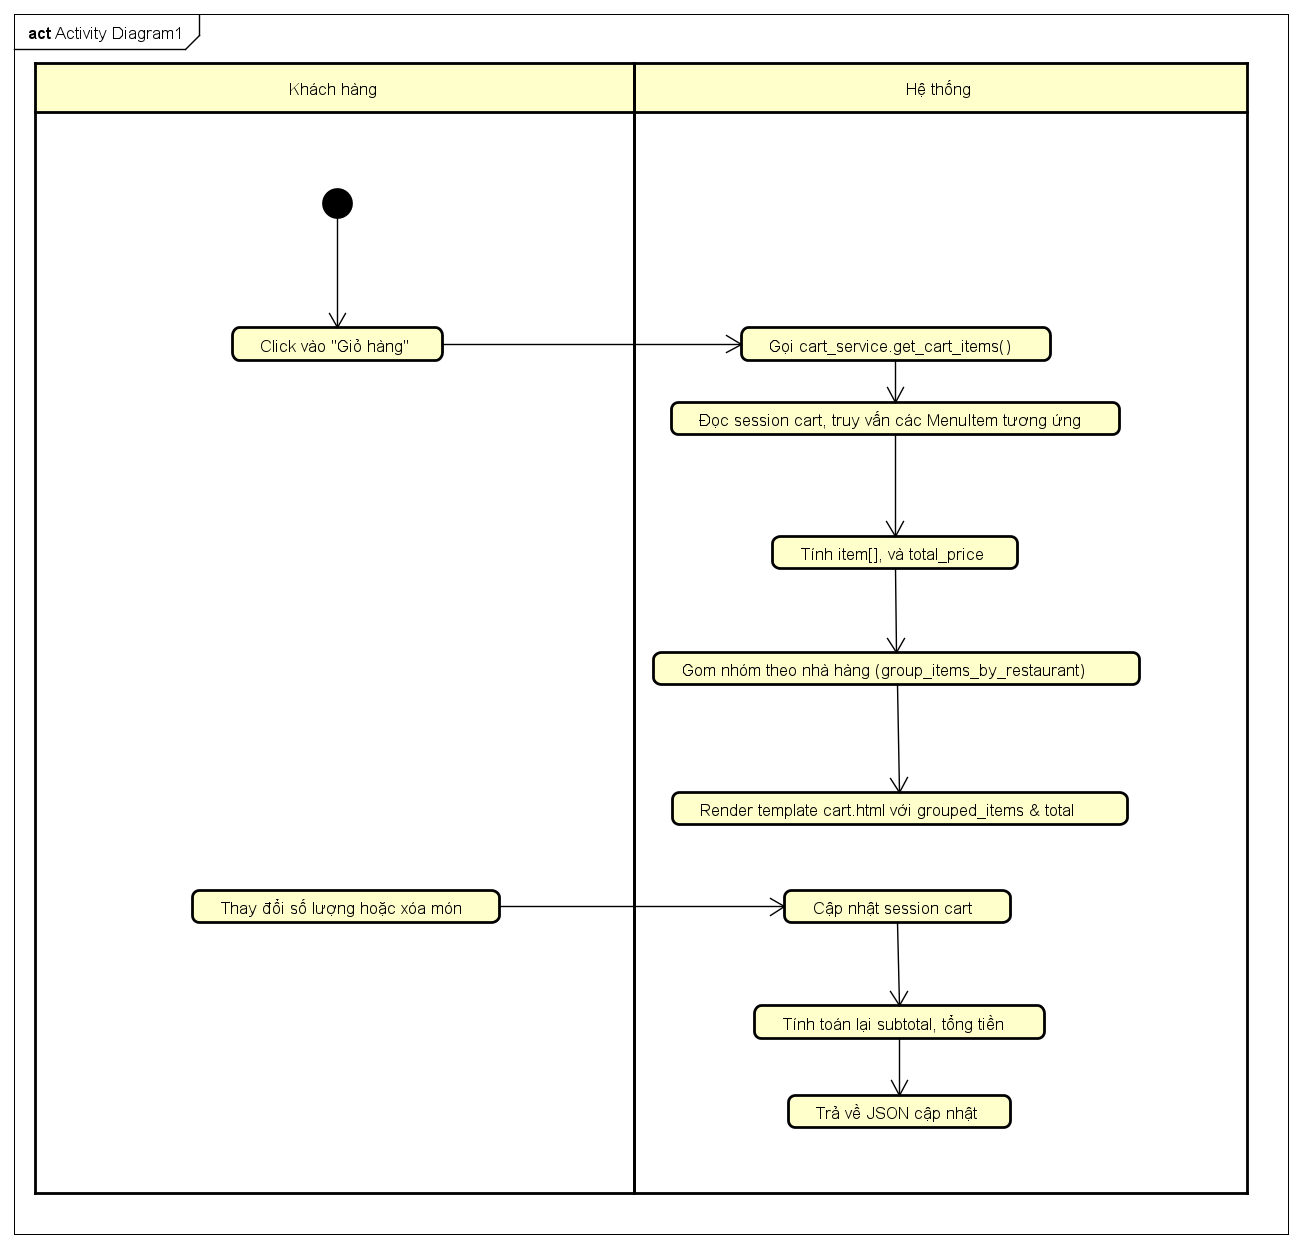 act Activity Diagram1
Khách hàng
Hệ thống
Click vào "Giỏ hàng"
Gọi cart_service.get_cart_items()
Đọc session cart, truy vấn các MenuItem tương ứng
Tính item[], và total_price
Gom nhóm theo nhà hàng (group_items_by_restaurant)
Render template cart.html với grouped_items & total
Thay đổi số lượng hoặc xóa món
Cập nhật session cart
Tính toán lại subtotal, tổng tiền
Trả về JSON cập nhật